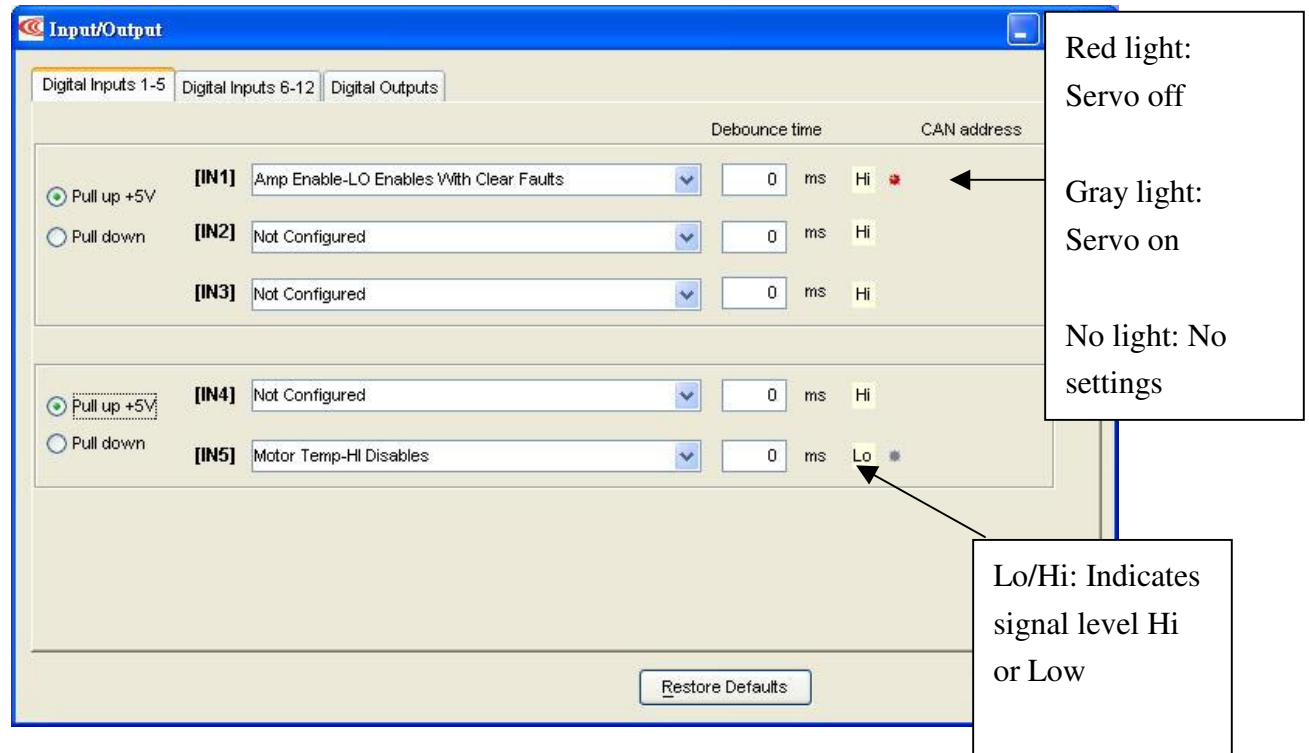 Input/Output
Digital Inputs 1-5 Digital Inputs 6-12 Digital Outputs
Debounce time CAN address
Pull up +5V
Pull down
[IN1] Amp Enable-LO Enables With Clear Faults 0 ms Hi
[IN2] Not Configured 0 ms Hi
[IN3] Not Configured 0 ms Hi
Pull up +5V
Pull down
[IN4] Not Configured 0 ms Hi
[IN5] Motor Temp-HI Disables 0 ms Lo
Restore Defaults
Red light:
Servo off
Gray light:
Servo on
No light: No
settings
Lo/Hi: Indicates
signal level Hi
or Low